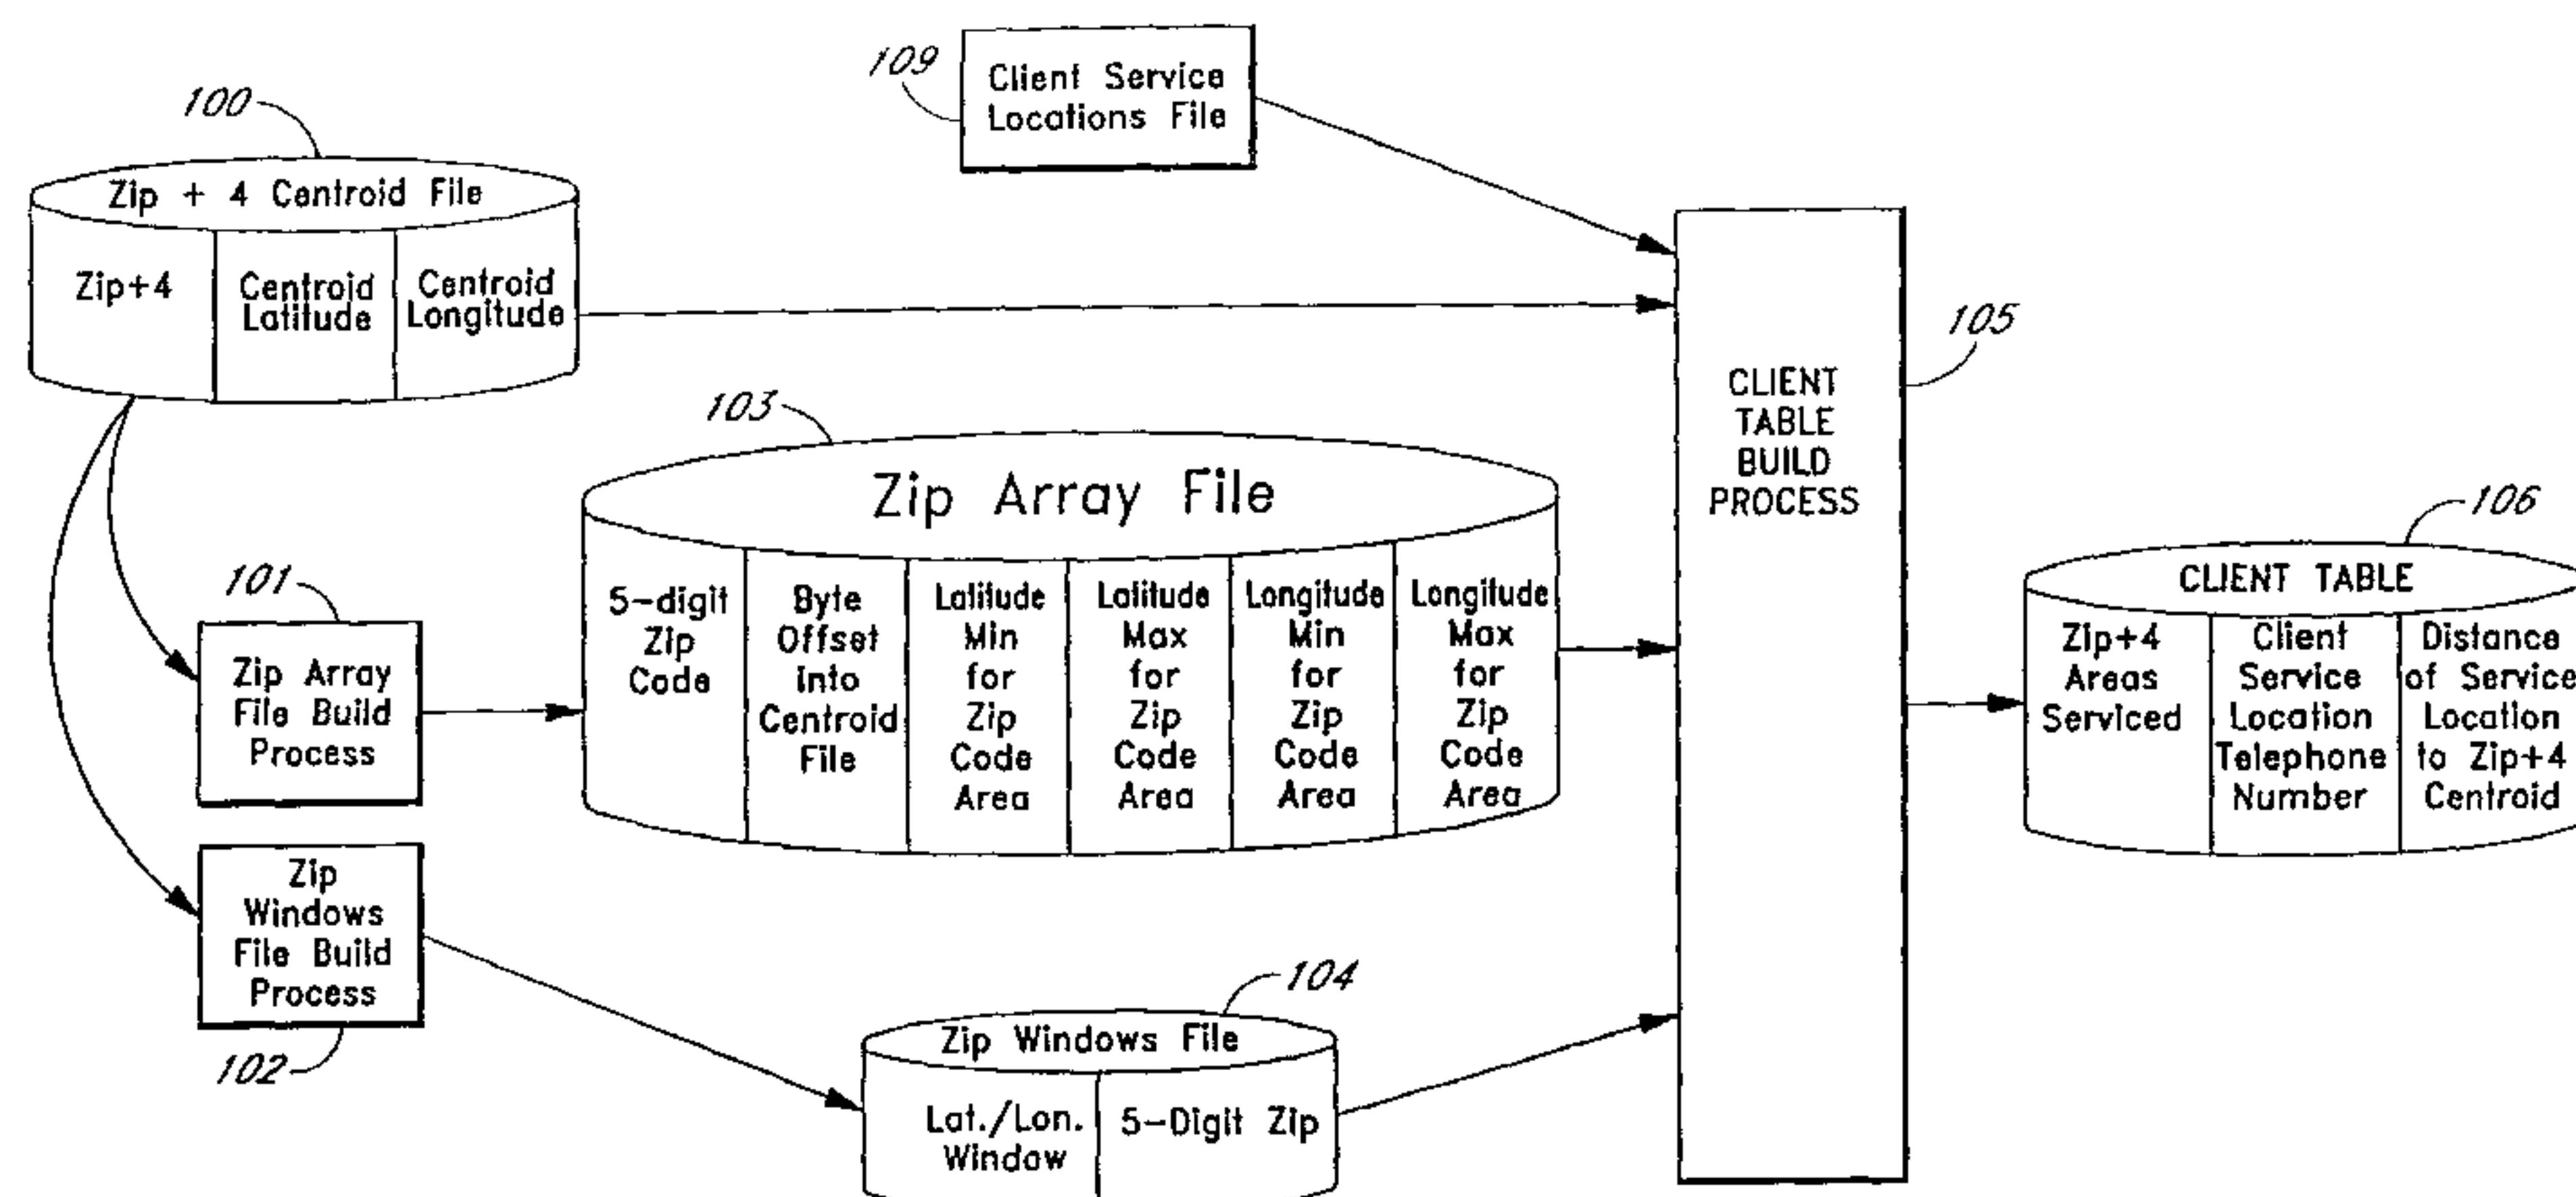 109
Client Service
Locations File
100
Zip + 4 Centroid File
Zip+4
Centroid
Latitude
Centroid
Longitude
105
CLIENT
TABLE
BUILD
PROCESS
103
Zip Array File
5-digit
Zip
Code
Byte
Offset
Into
Centroid
File
Latitude
Min
for
Zip
Code
Area
Latitude
Max
for
Zip
Code
Area
Longitude
Min
for
Zip
Code
Area
Longitude
Max
for
Zip
Code
Area
101
Zip Array
File Build
Process
106
CLIENT TABLE
Zip+4
Areas
Serviced
Client
Service
Location
Telephone
Number
Distance
of Service
Location
to Zip+4
Centroid
Zip
Windows
File Build
Process
102
104
Zip Windows File
Lat./Lon.
Window
5-Digit Zip